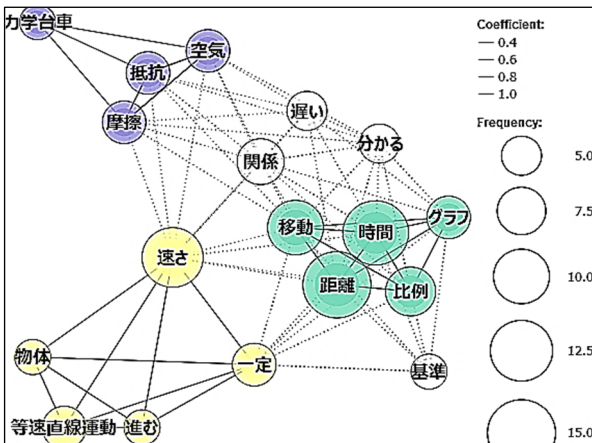 力学台車
空気
抵抗
摩擦
遅い
分かる
関係
移動
時間
グラフ
速さ
距離
比例
物体
一定
基準
等速直線運動
進む
Coefficient:
0.4
0.6
0.8
1.0
Frequency:
5.0
7.5
10.0
12.5
15.0